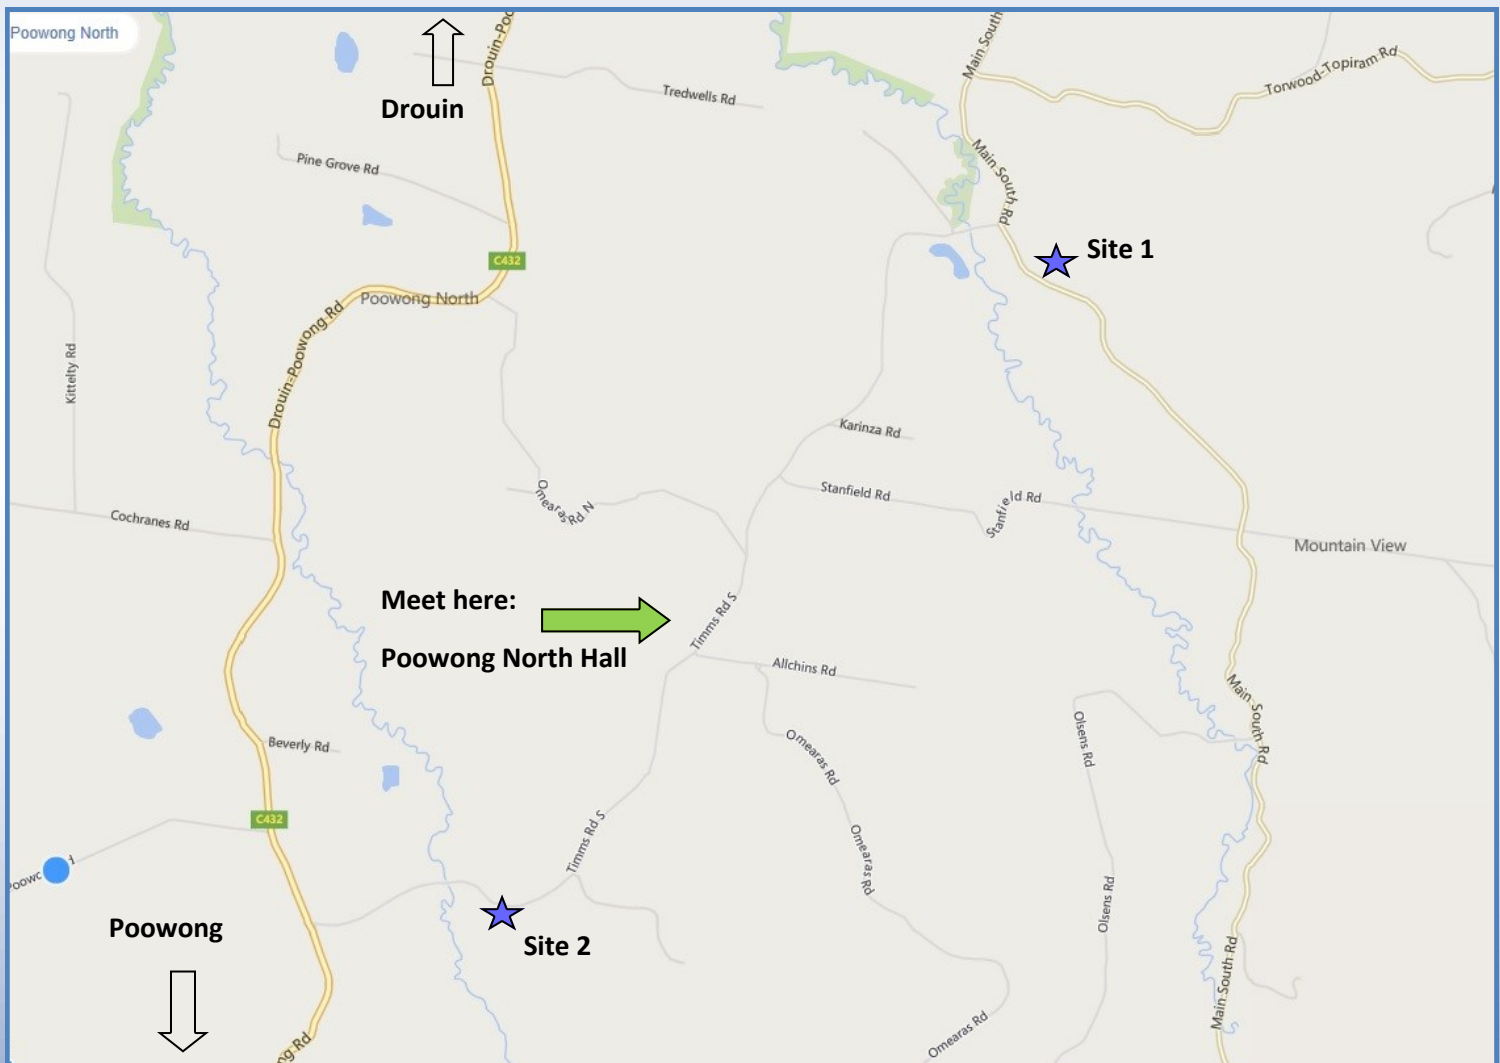 Poowong North
Drouin
Drouin-Poo
Main South
Torwood-Topiram Rd
Tredwells Rd
Pine Grove Rd
Main South Rd
Site 1
C432
Poowong North
Drouin-Poowong Rd
Kittelty Rd
Karinza Rd
Stanfield Rd
Stanfield Rd
Omearas Rd N
Cochranes Rd
Mountain View
Meet here:
Poowong North Hall
Timms Rd S
Allchins Rd
Main South Rd
Olsens Rd
Beverly Rd
Omearas Rd
C432
Timms Rd S
Omearas Rd
Poowo
Olsens Rd
Poowong
Site 2
Main South Rd
Omearas Rd
ng Rd